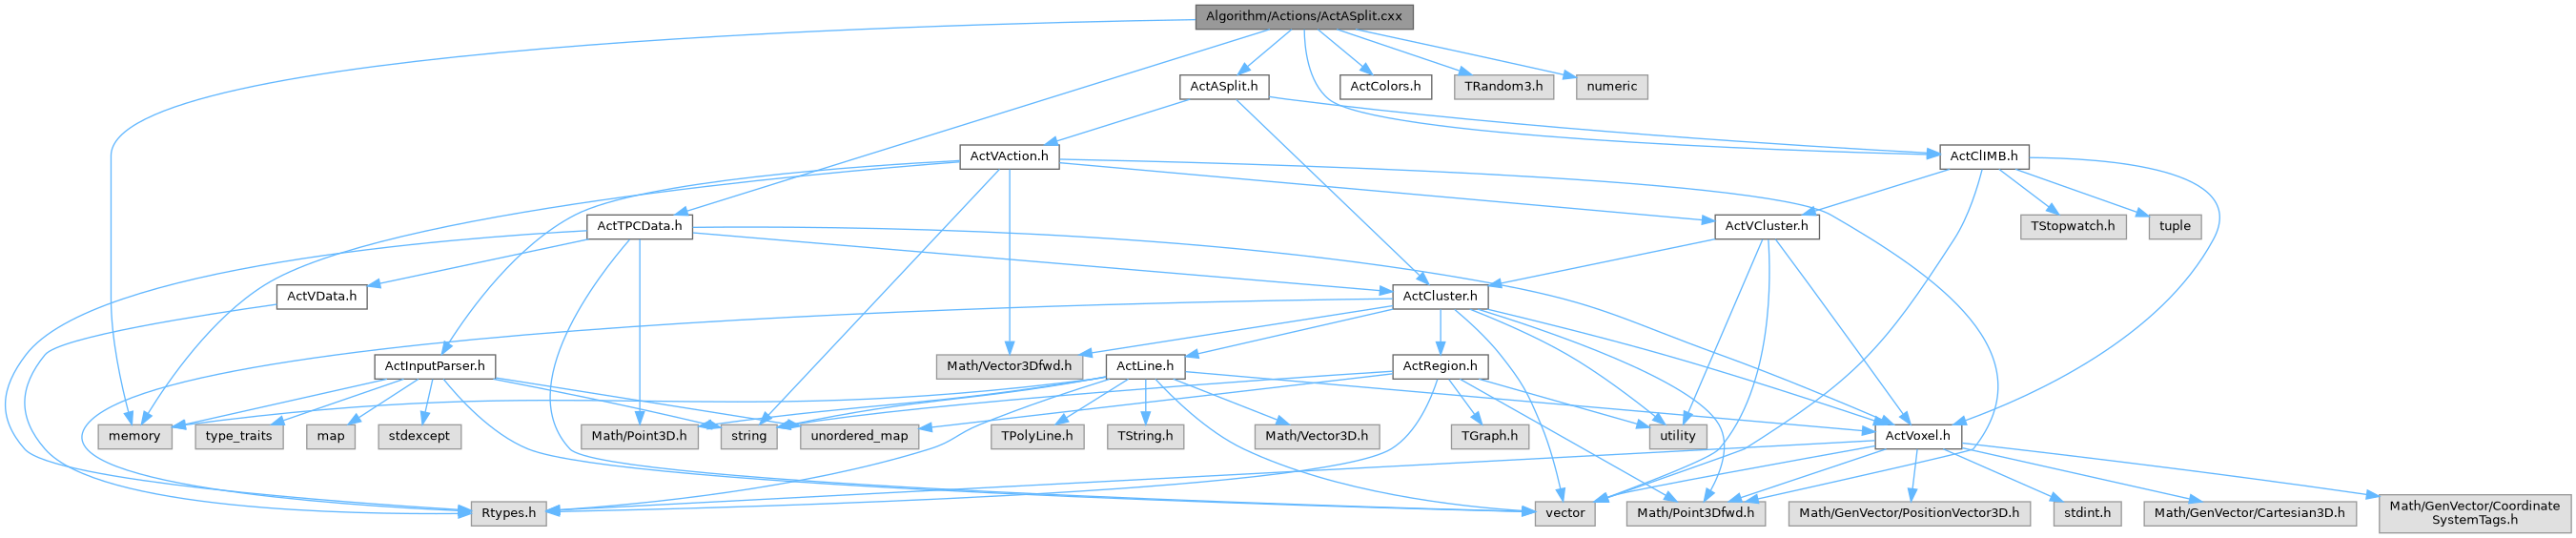 Algorithm/Actions/ActASplit.cxx
ActASplit.h
ActColors.h
TRandom3.h
numeric
ActVAction.h
ActClIMB.h
ActTPCData.h
ActVCluster.h
TStopwatch.h
tuple
ActVData.h
ActCluster.h
ActInputParser.h
Math/Vector3Dfwd.h
ActLine.h
ActRegion.h
memory
type_traits
map
stdexcept
Math/Point3D.h
string
unordered_map
TPolyLine.h
TString.h
Math/Vector3D.h
TGraph.h
utility
ActVoxel.h
Rtypes.h
vector
Math/Point3Dfwd.h
Math/GenVector/PositionVector3D.h
stdint.h
Math/GenVector/Cartesian3D.h
Math/GenVector/Coordinate
SystemTags.h